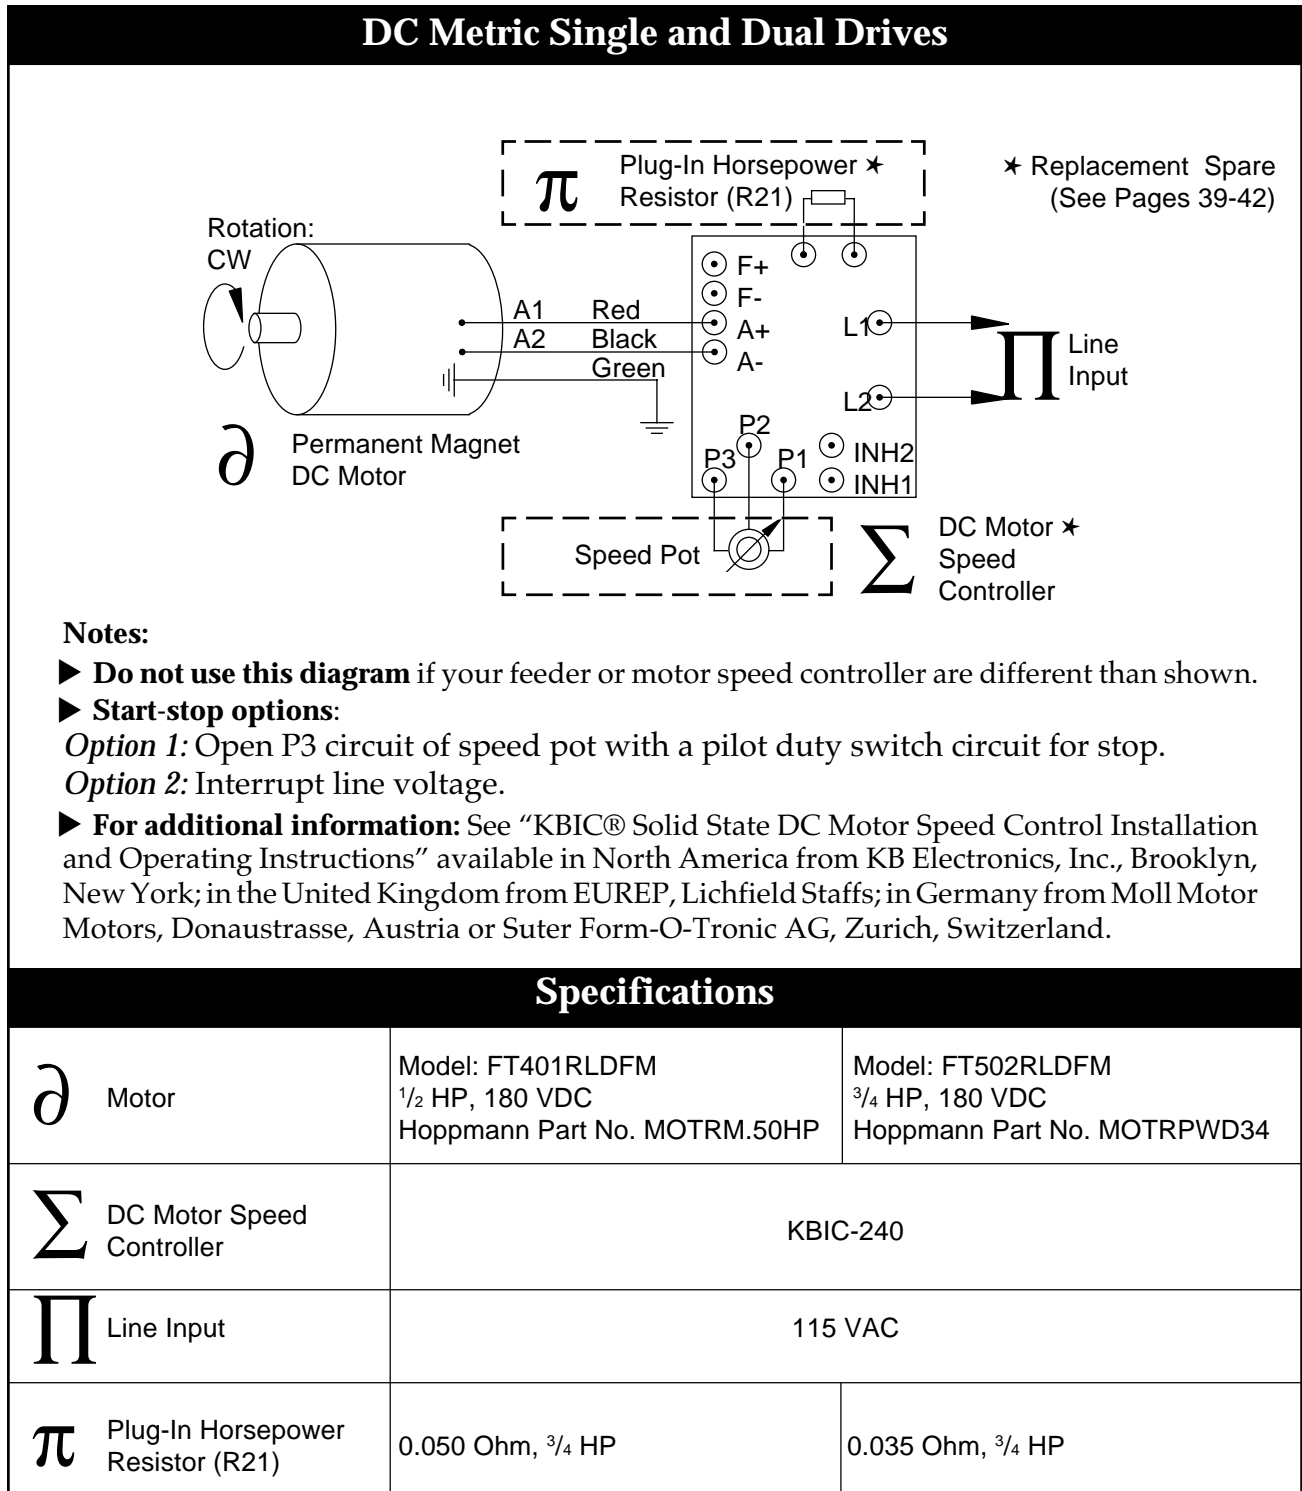 DC Metric Single and Dual Drives
π Plug-In Horsepower ✶
Resistor (R21)
✶ Replacement Spare
(See Pages 39-42)
Rotation:
CW
F+
F-
A1 Red A+
A2 Black A-
Green
L1
L2
∏ Line
Input
P2
P3
P1
INH2
INH1
∂ Permanent Magnet
DC Motor
Speed Pot
∑ DC Motor ✶
Speed
Controller
Notes:
▶ Do not use this diagram if your feeder or motor speed controller are different than shown.
▶ Start-stop options:
Option 1: Open P3 circuit of speed pot with a pilot duty switch circuit for stop.
Option 2: Interrupt line voltage.
▶ For additional information: See “KBIC® Solid State DC Motor Speed Control Installation
and Operating Instructions” available in North America from KB Electronics, Inc., Brooklyn,
New York; in the United Kingdom from EUREP, Lichfield Staffs; in Germany from Moll Motor
Motors, Donaustrasse, Austria or Suter Form-O-Tronic AG, Zurich, Switzerland.
Specifications
∂ Motor
Model: FT401RLDFM
1/2 HP, 180 VDC
Hoppmann Part No. MOTRM.50HP
Model: FT502RLDFM
3/4 HP, 180 VDC
Hoppmann Part No. MOTRPWD34
∑ DC Motor Speed
Controller
KBIC-240
∏ Line Input
115 VAC
π Plug-In Horsepower
Resistor (R21)
0.050 Ohm, 3/4 HP
0.035 Ohm, 3/4 HP